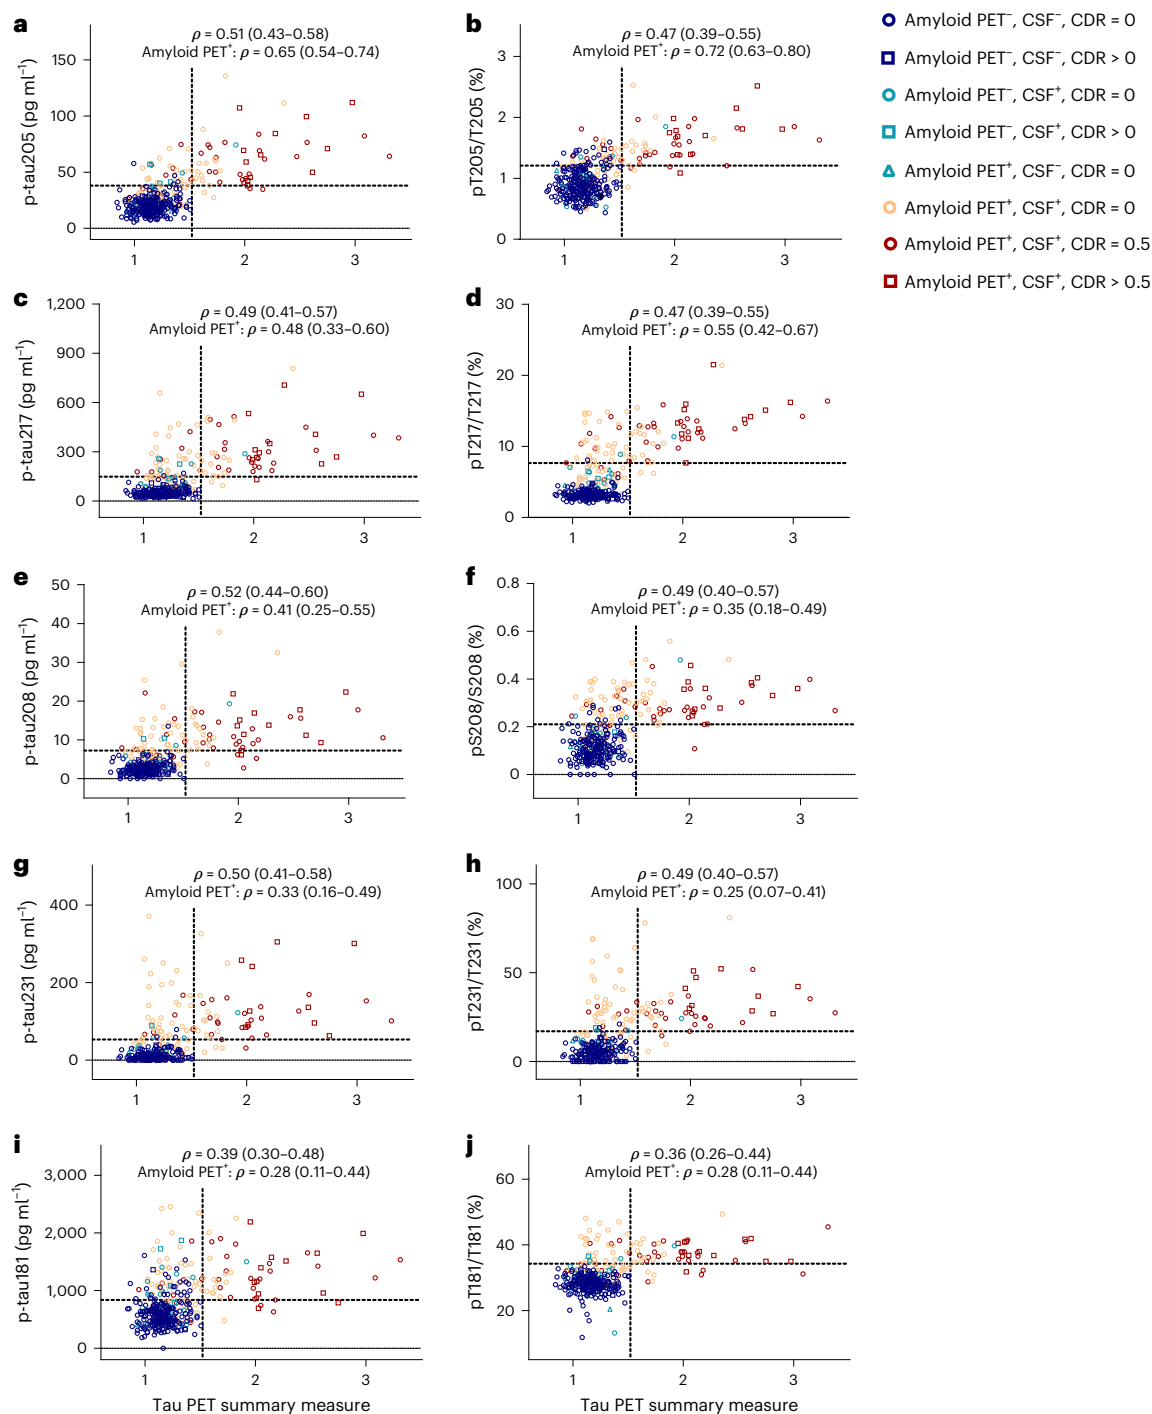 a
ρ = 0.51 (0.43–0.58)
Amyloid PET⁺: ρ = 0.65 (0.54–0.74)
p-tau205 (pg ml⁻¹)
150
100
50
0
1 2 3
b
ρ = 0.47 (0.39–0.55)
Amyloid PET⁺: ρ = 0.72 (0.63–0.80)
pT205/T205 (%)
3
2
1
0
1 2 3
Amyloid PET⁻, CSF⁻, CDR = 0
Amyloid PET⁻, CSF⁻, CDR > 0
Amyloid PET⁻, CSF⁺, CDR = 0
Amyloid PET⁻, CSF⁺, CDR > 0
Amyloid PET⁺, CSF⁻, CDR = 0
Amyloid PET⁺, CSF⁺, CDR = 0
Amyloid PET⁺, CSF⁺, CDR = 0.5
Amyloid PET⁺, CSF⁺, CDR > 0.5
c
ρ = 0.49 (0.41–0.57)
Amyloid PET⁺: ρ = 0.48 (0.33–0.60)
p-tau217 (pg ml⁻¹)
1,200
900
600
300
0
1 2 3
d
ρ = 0.47 (0.39–0.55)
Amyloid PET⁺: ρ = 0.55 (0.42–0.67)
pT217/T217 (%)
30
20
10
0
1 2 3
e
ρ = 0.52 (0.44–0.60)
Amyloid PET⁺: ρ = 0.41 (0.25–0.55)
p-tau208 (pg ml⁻¹)
50
40
30
20
10
0
1 2 3
f
ρ = 0.49 (0.40–0.57)
Amyloid PET⁺: ρ = 0.35 (0.18–0.49)
pS208/S208 (%)
0.8
0.6
0.4
0.2
0
1 2 3
g
ρ = 0.50 (0.41–0.58)
Amyloid PET⁺: ρ = 0.33 (0.16–0.49)
p-tau231 (pg ml⁻¹)
400
200
0
1 2 3
h
ρ = 0.49 (0.40–0.57)
Amyloid PET⁺: ρ = 0.25 (0.07–0.41)
pT231/T231 (%)
100
50
0
1 2 3
i
ρ = 0.39 (0.30–0.48)
Amyloid PET⁺: ρ = 0.28 (0.11–0.44)
p-tau181 (pg ml⁻¹)
3,000
2,000
1,000
0
1 2 3
Tau PET summary measure
j
ρ = 0.36 (0.26–0.44)
Amyloid PET⁺: ρ = 0.28 (0.11–0.44)
pT181/T181 (%)
60
40
20
1 2 3
Tau PET summary measure